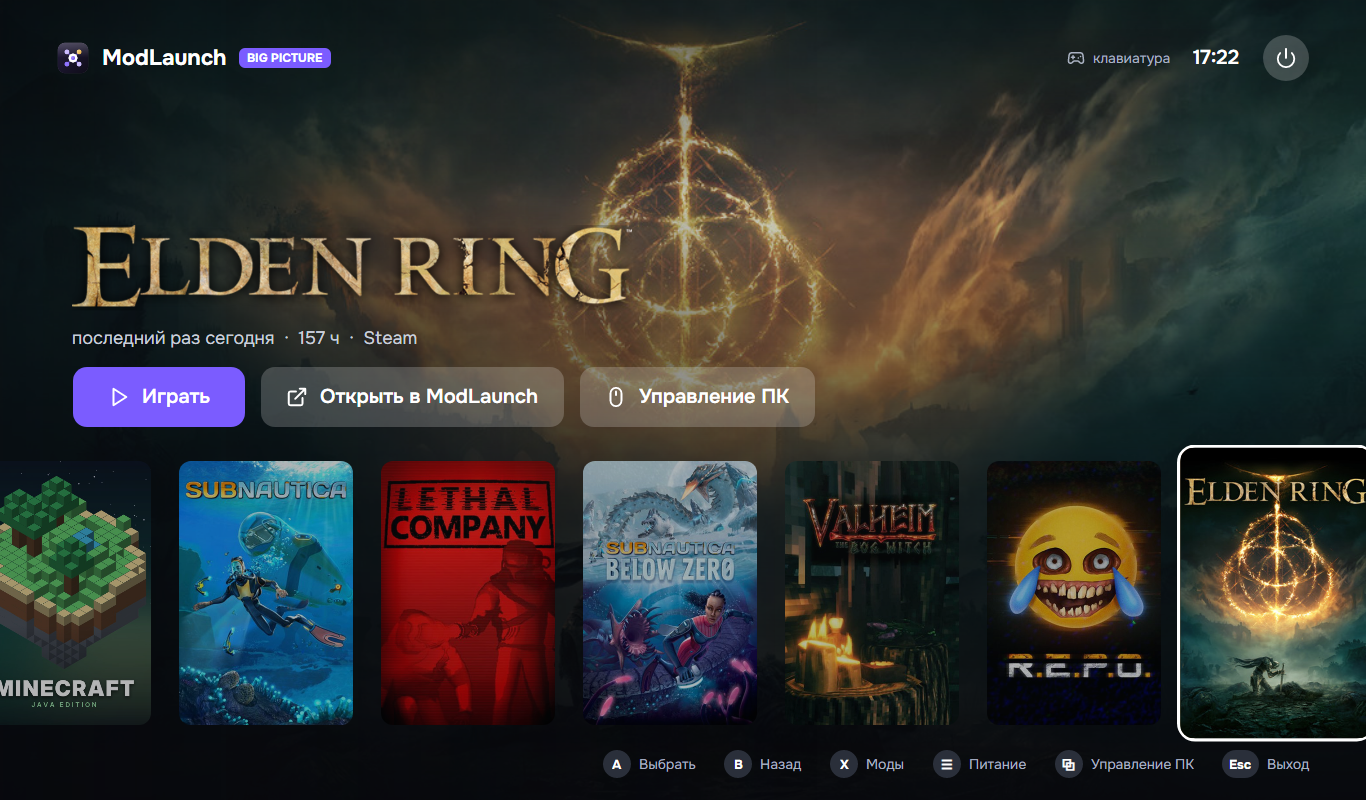 ModLaunch BIG PICTURE
клавиатура 17:22
ELDEN RING™
последний раз сегодня · 157 ч · Steam
Играть
Открыть в ModLaunch
Управление ПК
MINECRAFT
JAVA EDITION
SUBNAUTICA
LETHAL
COMPANY
SUBNAUTICA
BELOW ZERO
VALHEIM
THE BOG WITCH
R.E.P.O.
ELDEN RING
A Выбрать
B Назад
X Моды
Питание
Управление ПК
Esc Выход